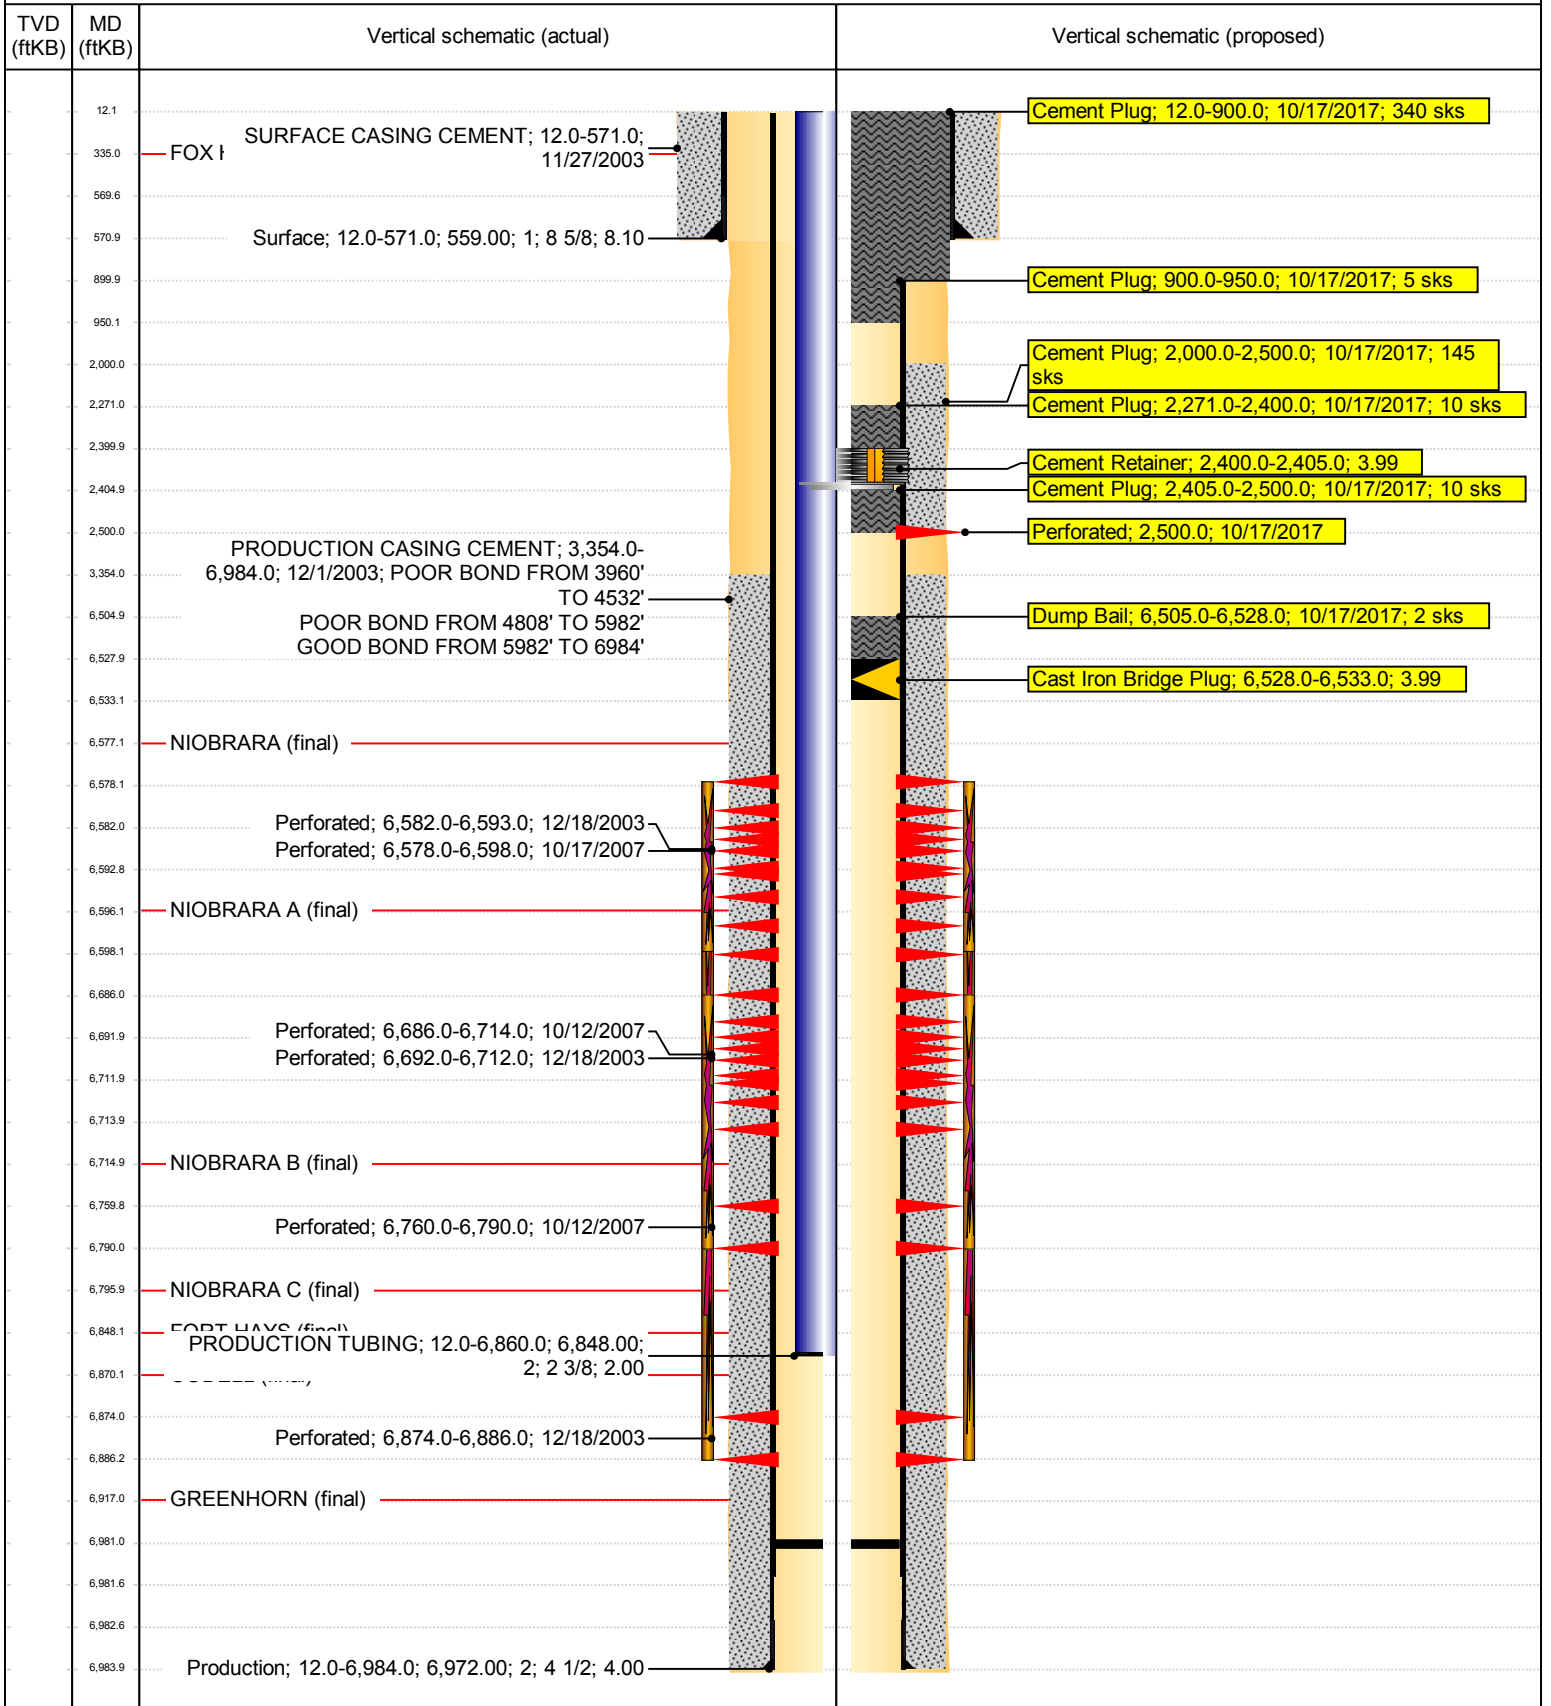 TVD (ftKB)
MD (ftKB)
Vertical schematic (actual)
Vertical schematic (proposed)
12.1
335.0
569.6
570.9
899.9
950.1
2,000.0
2,271.0
2,399.9
2,404.9
2,500.0
3,354.0
6,504.9
6,527.9
6,533.1
6,577.1
6,578.1
6,582.0
6,592.8
6,596.1
6,598.1
6,686.0
6,691.9
6,711.9
6,713.9
6,714.9
6,759.8
6,790.0
6,795.9
6,848.1
6,870.1
6,874.0
6,886.2
6,917.0
6,981.0
6,981.6
6,982.6
6,983.9
FOX
SURFACE CASING CEMENT; 12.0-571.0;
11/27/2003
Surface; 12.0-571.0; 559.00; 1; 8 5/8; 8.10
PRODUCTION CASING CEMENT; 3,354.0-
6,984.0; 12/1/2003; POOR BOND FROM 3960'
TO 4532'
POOR BOND FROM 4808' TO 5982'
GOOD BOND FROM 5982' TO 6984'
NIOBRARA (final)
Perforated; 6,582.0-6,593.0; 12/18/2003
Perforated; 6,578.0-6,598.0; 10/17/2007
NIOBRARA A (final)
Perforated; 6,686.0-6,714.0; 10/12/2007
Perforated; 6,692.0-6,712.0; 12/18/2003
NIOBRARA B (final)
Perforated; 6,760.0-6,790.0; 10/12/2007
NIOBRARA C (final)
FORT HAYS (final)
PRODUCTION TUBING; 12.0-6,860.0; 6,848.00;
2; 2 3/8; 2.00
Perforated; 6,874.0-6,886.0; 12/18/2003
GREENHORN (final)
Production; 12.0-6,984.0; 6,972.00; 2; 4 1/2; 4.00
Cement Plug; 12.0-900.0; 10/17/2017; 340 sks
Cement Plug; 900.0-950.0; 10/17/2017; 5 sks
Cement Plug; 2,000.0-2,500.0; 10/17/2017; 145
sks
Cement Plug; 2,271.0-2,400.0; 10/17/2017; 10 sks
Cement Retainer; 2,400.0-2,405.0; 3.99
Cement Plug; 2,405.0-2,500.0; 10/17/2017; 10 sks
Perforated; 2,500.0; 10/17/2017
Dump Bail; 6,505.0-6,528.0; 10/17/2017; 2 sks
Cast Iron Bridge Plug; 6,528.0-6,533.0; 3.99